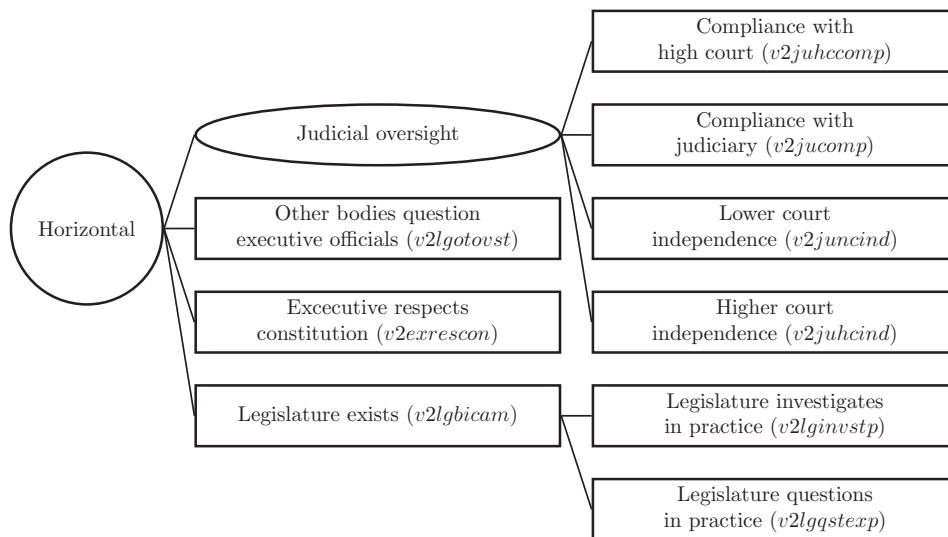 Compliance with
high court (v2juhccomp)
Judicial oversight
Compliance with
judiciary (v2jucomp)
Horizontal
Other bodies question
executive officials (v2lgotovst)
Lower court
independence (v2juncind)
Excecutive respects
constitution (v2exrescon)
Higher court
independence (v2juhcind)
Legislature exists (v2lgbicam)
Legislature investigates
in practice (v2lginvstp)
Legislature questions
in practice (v2lgqstexp)